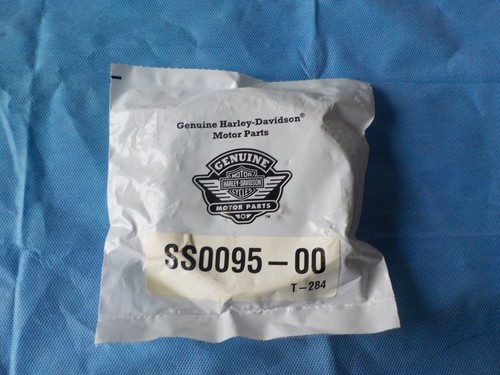 Genuine Harley-Davidson®
Motor Parts
GENUINE
MOTOR
HARLEY-DAVIDSON
CYCLES
MOTOR PARTS
SS0095-00
T-284